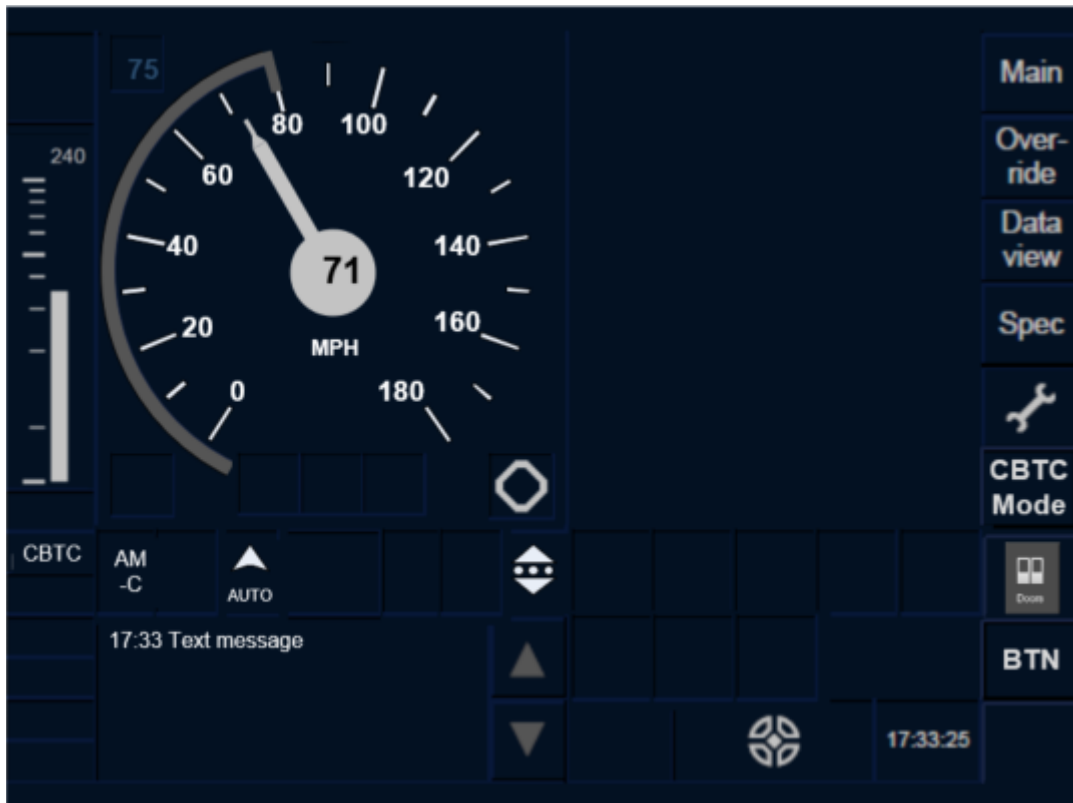 75
240
80
100
60
120
40
140
71
20
160
MPH
0
180
Main
Over-
ride
Data
view
Spec
CBTC
Mode
CBTC
AM
-C
AUTO
Doors
17:33 Text message
BTN
17:33:25